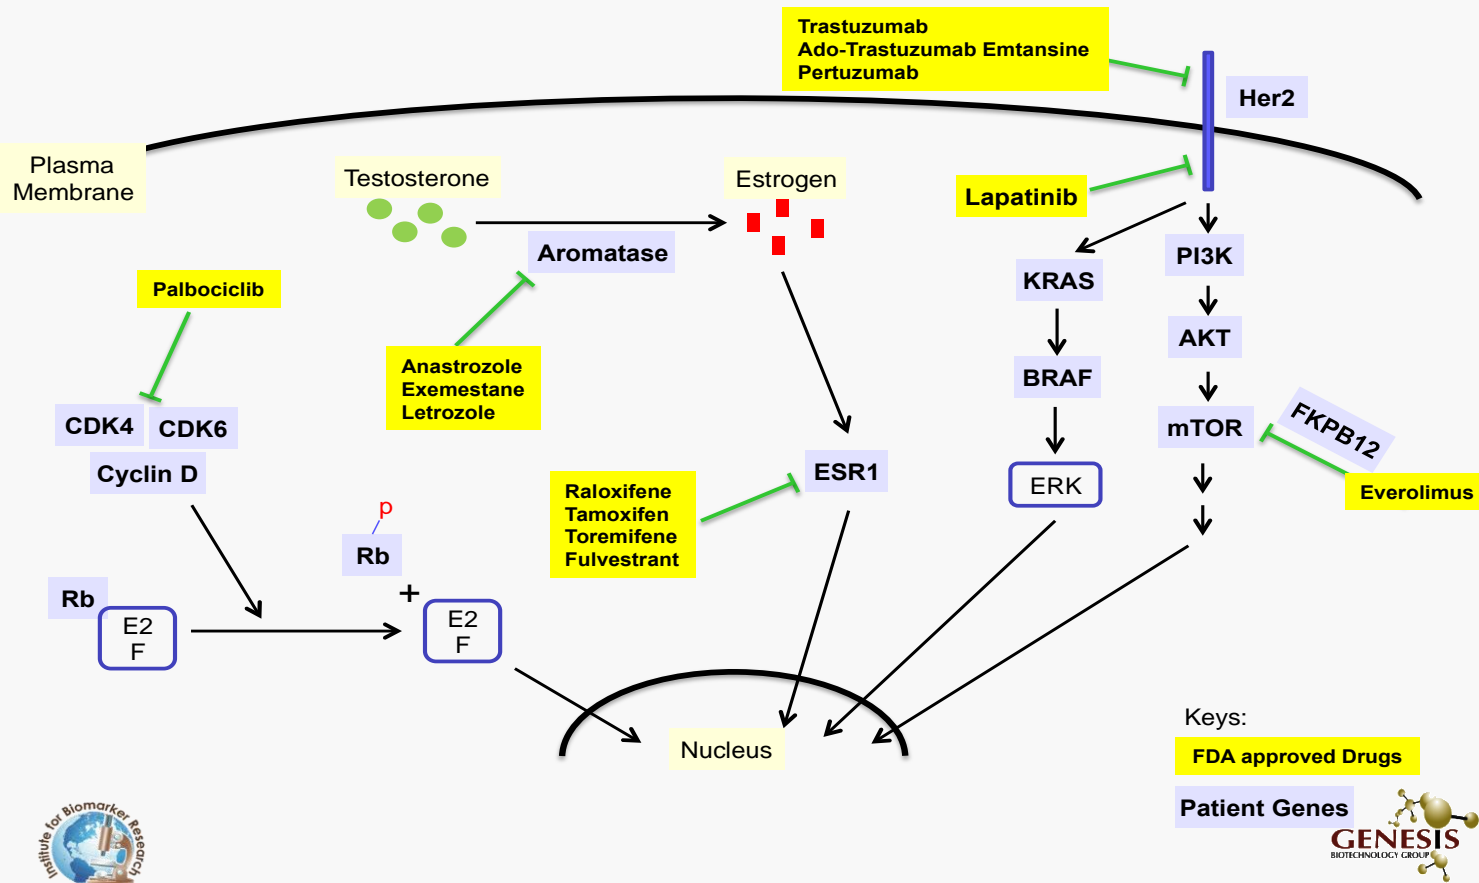 Trastuzumab
Ado-Trastuzumab Emtansine
Pertuzumab
Her2
Plasma
Membrane
Testosterone
Estrogen
Lapatinib
Aromatase
PI3K
KRAS
Palbociclib
AKT
Anastrozole
Exemestane
Letrozole
BRAF
CDK4
CDK6
mTOR
FKPB12
Cyclin D
ESR1
ERK
Everolimus
Raloxifene
Tamoxifen
Toremifene
Fulvestrant
p
Rb
+
Rb
E2
F
E2
F
Nucleus
Keys:
FDA approved Drugs
Patient Genes
Institute for Biomarker Research
GENESIS
BIOTECHNOLOGY GROUP